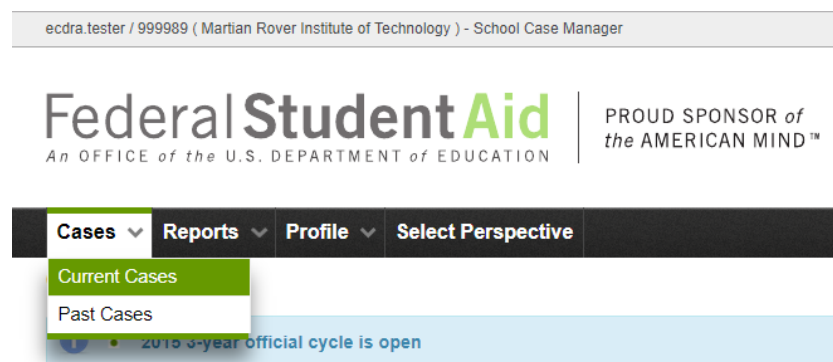 ecdra.tester / 999989 ( Martian Rover Institute of Technology ) - School Case Manager
Federal Student Aid
An OFFICE of the U.S. DEPARTMENT of EDUCATION
PROUD SPONSOR of
the AMERICAN MIND™
Cases Reports Profile Select Perspective
Current Cases
Past Cases
2015 3-year official cycle is open